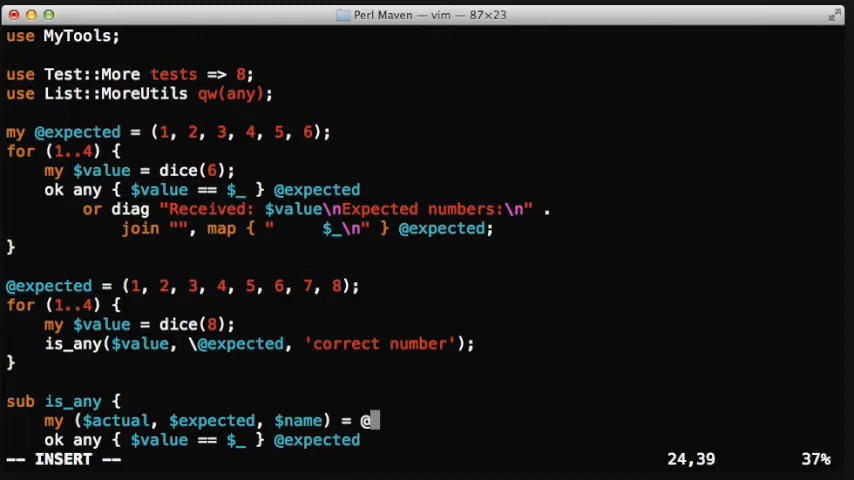 Perl Maven — vim — 87×23
use MyTools;
use Test::More tests => 8;
use List::MoreUtils qw(any);
my @expected = (1, 2, 3, 4, 5, 6);
for (1..4) {
    my $value = dice(6);
    ok any { $value == $_ } @expected
        or diag "Received: $value\nExpected numbers:\n" .
            join "", map { "     $_\n" } @expected;
}
@expected = (1, 2, 3, 4, 5, 6, 7, 8);
for (1..4) {
    my $value = dice(8);
    is_any($value, \@expected, 'correct number');
}
sub is_any {
    my ($actual, $expected, $name) = @
    ok any { $value == $_ } @expected
-- INSERT -- 24,39 37%